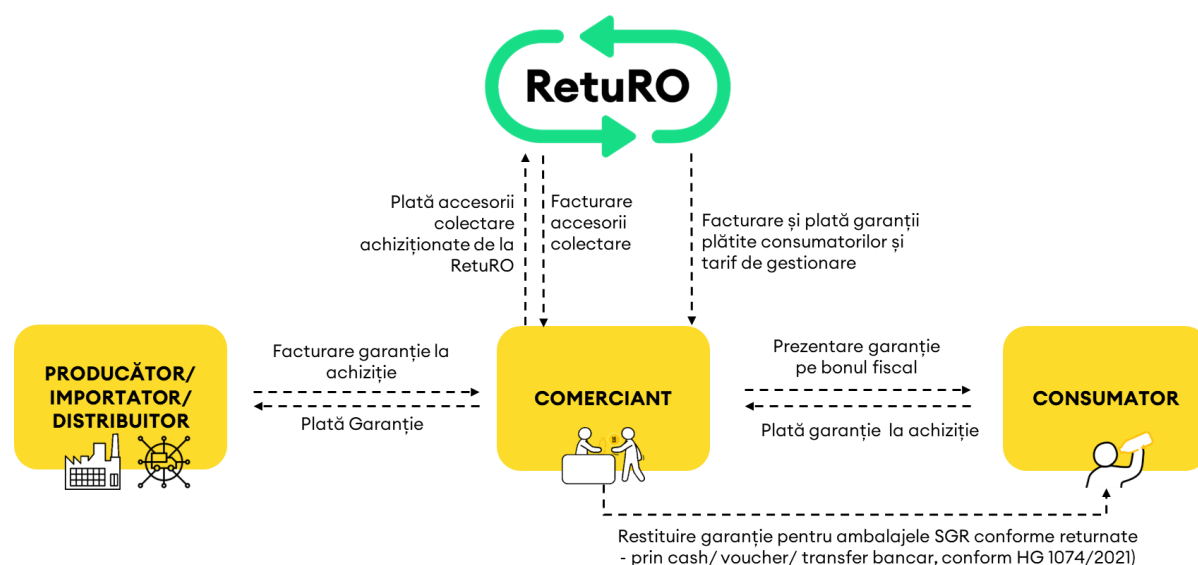 RetuRO
Plată accesorii
colectare
achiziționate de la
RetuRO
Facturare
accesorii
colectare
Facturare și plată garanții
plătite consumatorilor și
tarif de gestionare
PRODUCĂTOR/
IMPORTATOR/
DISTRIBUITOR
Facturare garanție la
achiziție
Plată Garanție
COMERCIANT
Prezentare garanție
pe bonul fiscal
Plată garanție la achiziție
CONSUMATOR
Restituire garanție pentru ambalajele SGR conforme returnate
- prin cash/ voucher/ transfer bancar, conform HG 1074/2021)